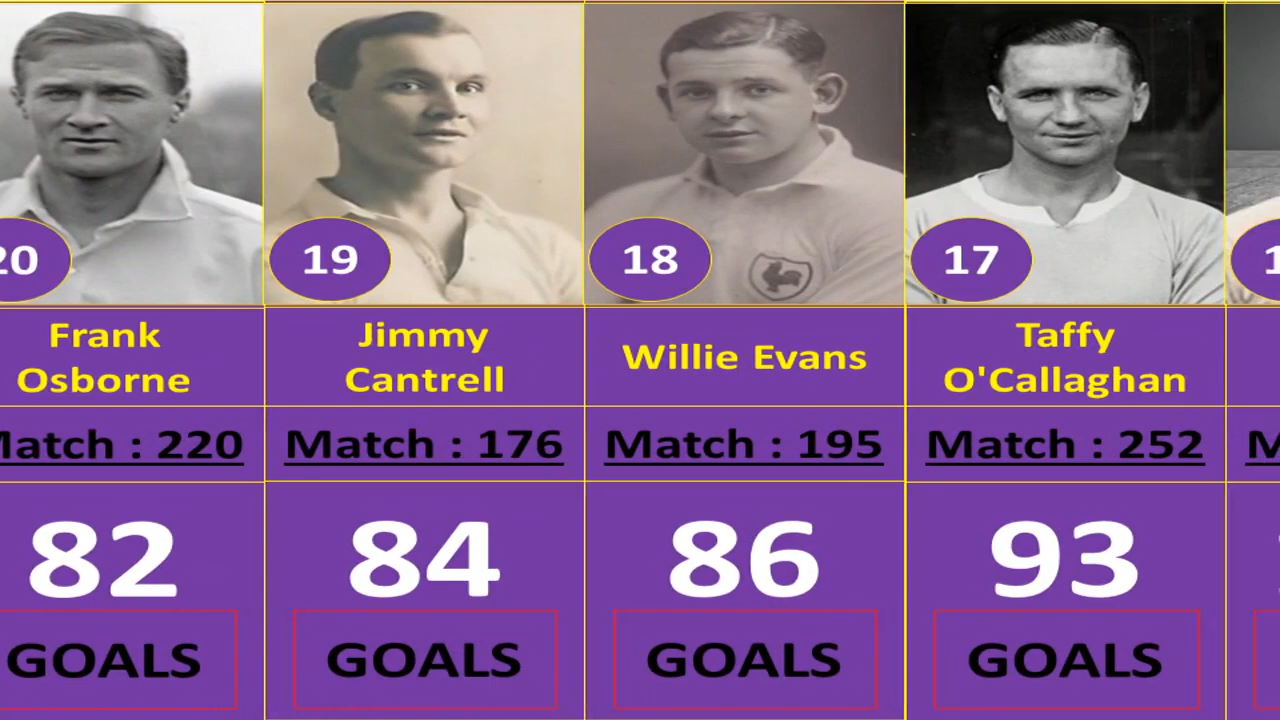 20
19
18
17
1
Frank
Osborne
Jimmy
Cantrell
Willie Evans
Taffy
O'Callaghan
Match : 220
Match : 176
Match : 195
Match : 252
M
82
84
86
93
GOALS
GOALS
GOALS
GOALS